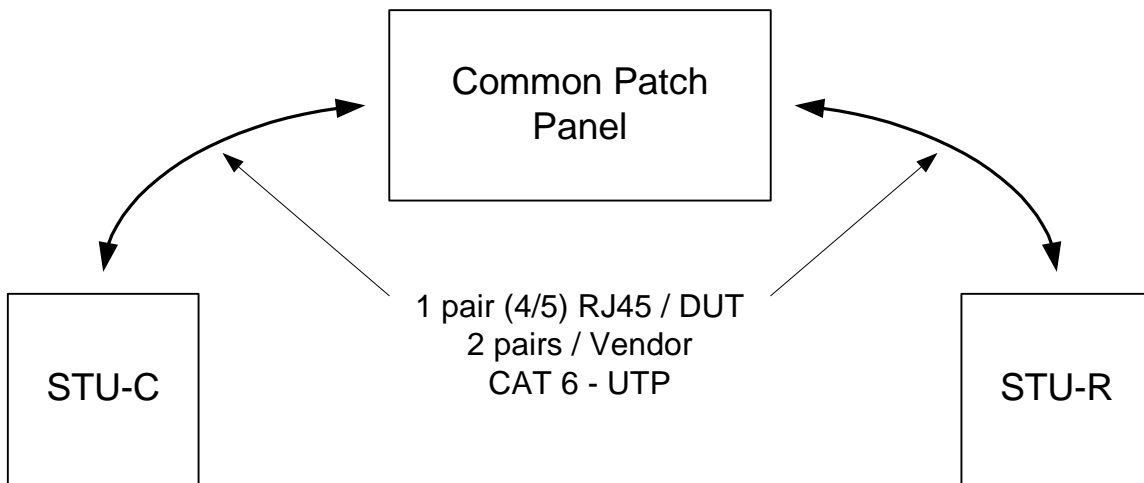 Common Patch
Panel
1 pair (4/5) RJ45 / DUT
2 pairs / Vendor
CAT 6 - UTP
STU-C
STU-R